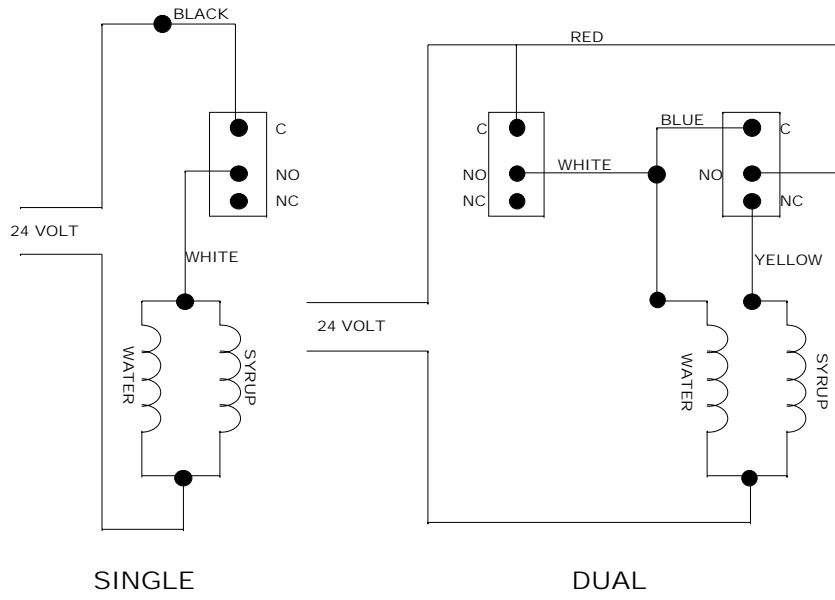 BLACK
C
NO
NC
24 VOLT
WHITE
WATER
SYRUP
SINGLE
RED
C
NO
NC
WHITE
BLUE
C
NO
NC
YELLOW
24 VOLT
WATER
SYRUP
DUAL